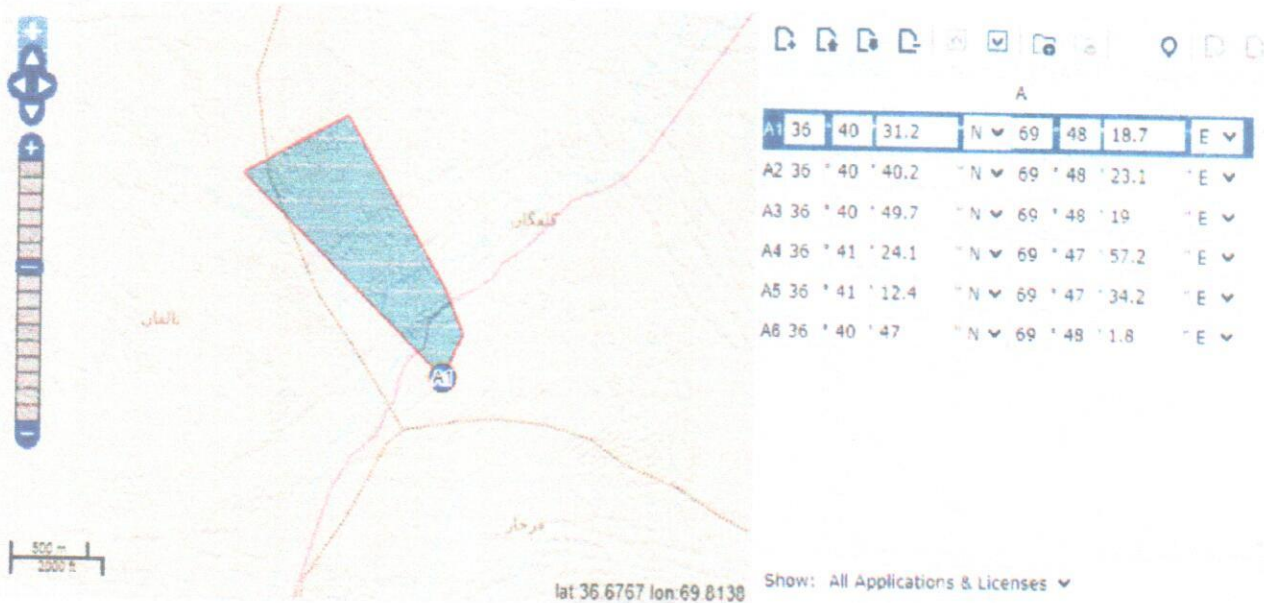 A
A1 36 ° 40 ' 31.2 " N 69 ° 48 ' 18.7 " E
A2 36 ° 40 ' 40.2 " N 69 ° 48 ' 23.1 " E
A3 36 ° 40 ' 49.7 " N 69 ° 48 ' 19 " E
A4 36 ° 41 ' 24.1 " N 69 ° 47 ' 57.2 " E
A5 36 ° 41 ' 12.4 " N 69 ° 47 ' 34.2 " E
A6 36 ° 40 ' 47 " N 69 ° 48 ' 1.8 " E
کلفگان
تالقان
A1
فرخار
500 m
2000 ft
lat:36.6767 lon:69.8138
Show: All Applications & Licenses